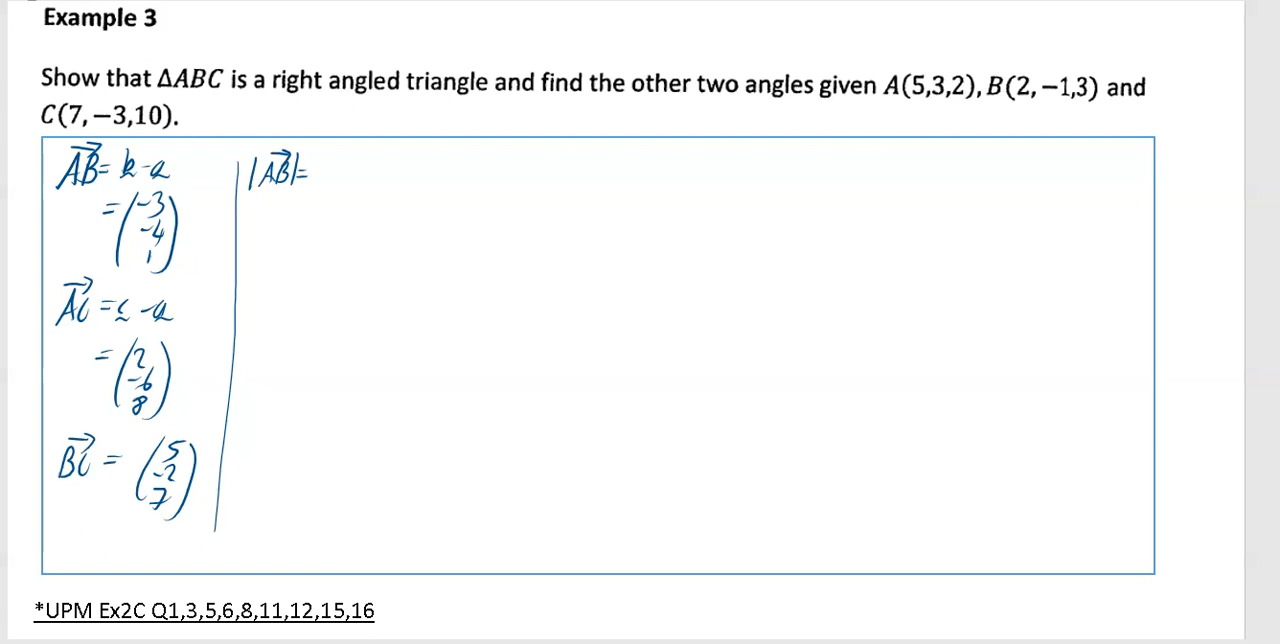 Example 3
Show that ΔABC is a right angled triangle and find the other two angles given A(5,3,2), B(2, −1,3) and
C(7, −3,10).
AB= b-a
=(-3
-4
1)
AC = c -a
= (2
-6
8)
BC = (5
-2
7)
|AB|=
*UPM Ex2C Q1,3,5,6,8,11,12,15,16